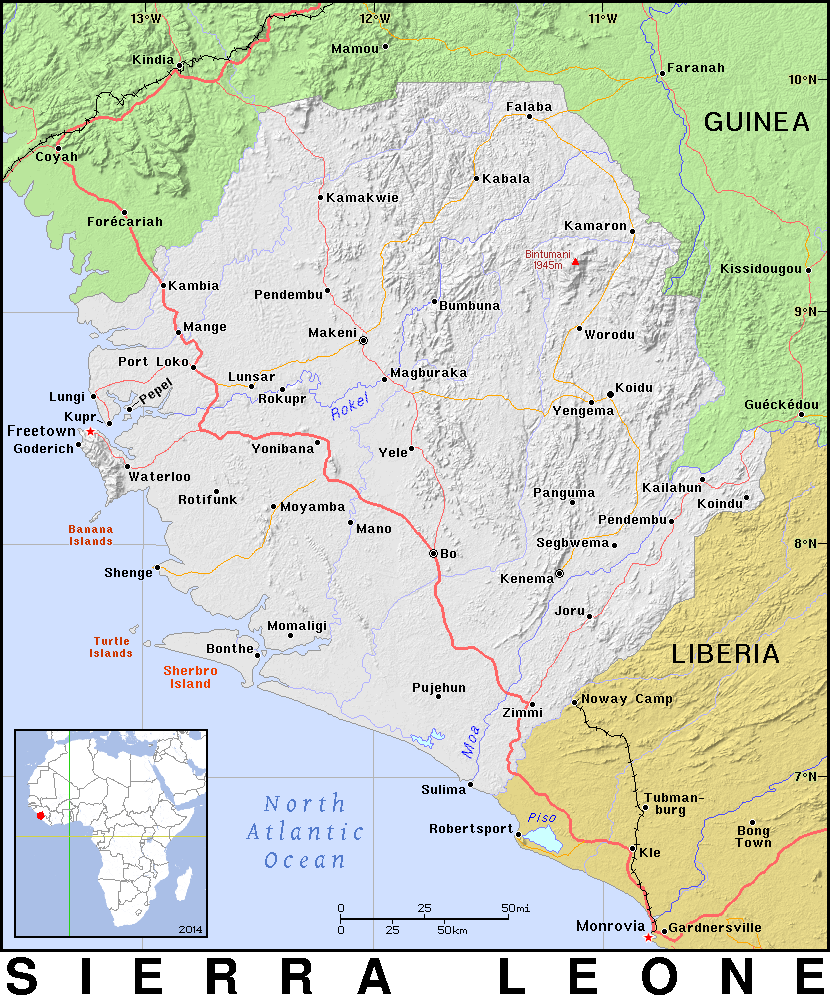 13°W
12°W
11°W
Kindia
Mamou
Faranah
10°N
Falaba
GUINEA
Coyah
Kabala
Kamakwie
Forécariah
Kamaron
Bintumani
1945m
Kissidougou
Kambia
Pendembu
Bumbuna
9°N
Mange
Makeni
Worodu
Port Loko
Magburaka
Lunsar
Pepel
Koidu
Lungi
Rokupr
Rokel
Yengema
Guéckédou
Kupr
Freetown
Goderich
Yonibana
Yele
Waterloo
Kailahun
Rotifunk
Panguma
Koindu
Moyamba
Pendembu
Banana
Islands
Mano
Segbwema
8°N
Bo
Shenge
Kenema
Joru
Momaligi
Turtle
Islands
Bonthe
LIBERIA
Sherbro
Island
Pujehun
Noway Camp
Zimmi
Moa
7°N
Sulima
North
Atlantic
Ocean
Tubman-
burg
Piso
Robertsport
Bong
Town
Kle
0 25 50mi
0 25 50km
Monrovia
Gardnersville
2014
SIERRA LEONE